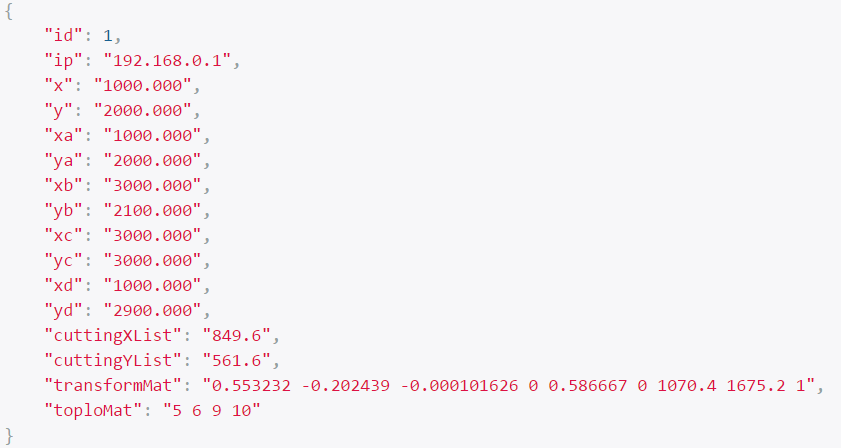 {
"id": 1,
"ip": "192.168.0.1",
"x": "1000.000",
"y": "2000.000",
"xa": "1000.000",
"ya": "2000.000",
"xb": "3000.000",
"yb": "2100.000",
"xc": "3000.000",
"yc": "3000.000",
"xd": "1000.000",
"yd": "2900.000",
"cuttingXList": "849.6",
"cuttingYList": "561.6",
"transformMat": "0.553232 -0.202439 -0.000101626 0 0.586667 0 1070.4 1675.2 1",
"toploMat": "5 6 9 10"
}